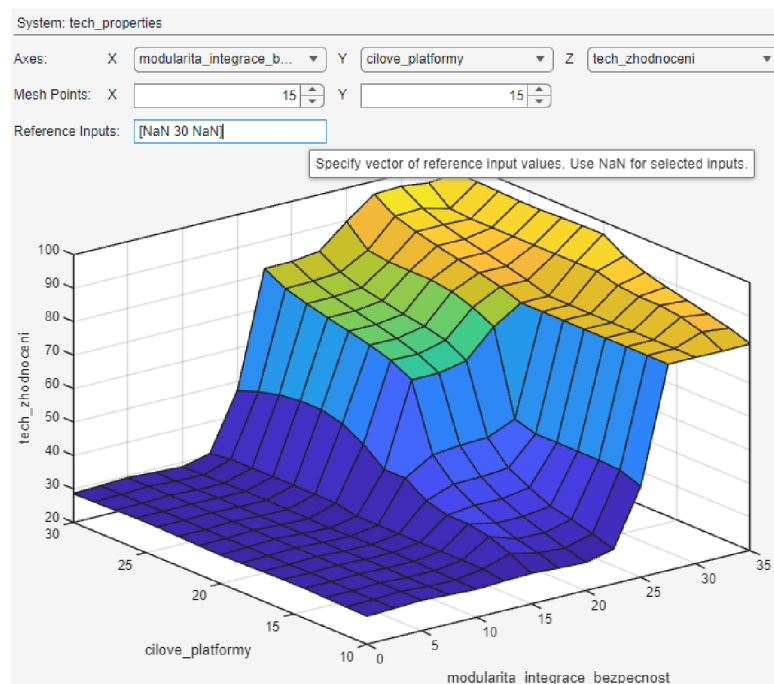 System: tech_properties
Axes: X modularita_integrace_b... Y cilove_platformy Z tech_zhodnoceni
Mesh Points: X 15 Y 15
Reference Inputs: [NaN 30 NaN]
Specify vector of reference input values. Use NaN for selected inputs.
100
90
80
70
60
50
40
30
20
tech_zhodnoceni
30
25
20
15
10
cilove_platformy
0
5
10
15
20
25
30
35
modularita_integrace_bezpecnost